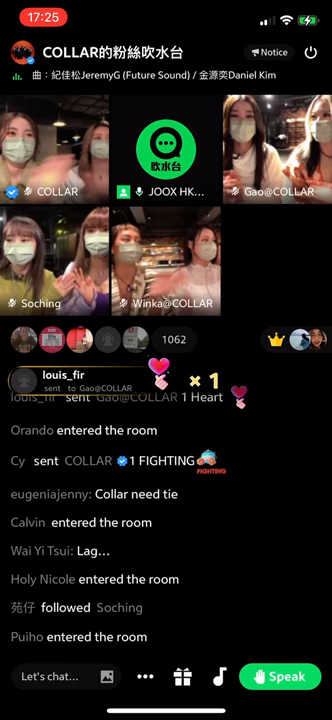 17:25
COLLAR的粉絲吹水台
Notice
曲：紀佳松JeremyG (Future Sound) / 金源奕Daniel Kim
吹水台
COLLAR
JOOX HK...
Gao@COLLAR
Soching
Winka@COLLAR
1062
louis_fir
sent to Gao@COLLAR
× 1
louis_fir sent Gao@COLLAR 1 Heart
Orando entered the room
Cy sent COLLAR 1 FIGHTING
FIGHTING
eugeniajenny: Collar need tie
Calvin entered the room
Wai Yi Tsui: Lag...
Holy Nicole entered the room
苑仔 followed Soching
Puiho entered the room
Let's chat...
Speak